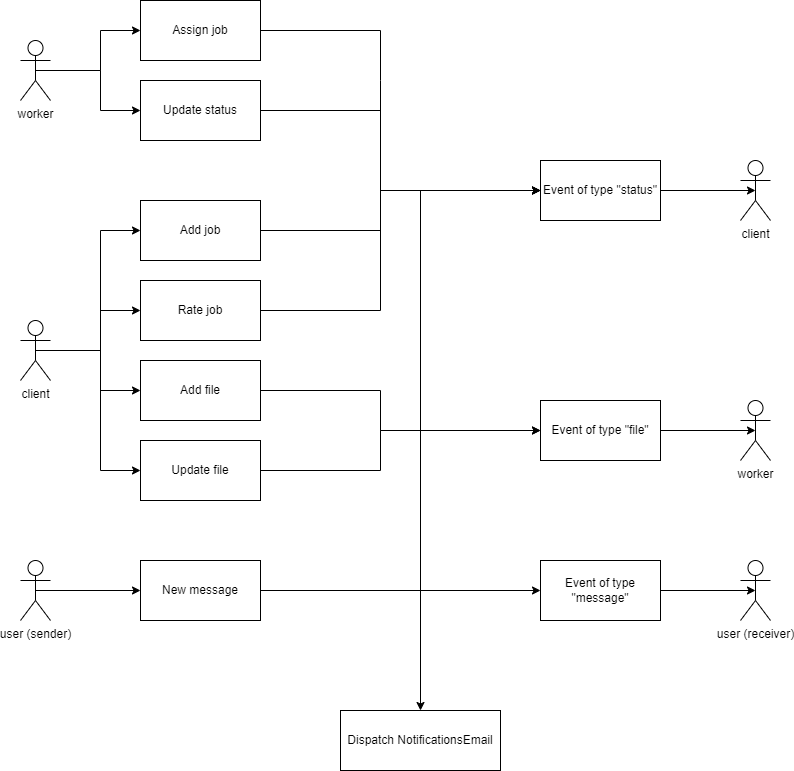 Assign job
worker
Update status
Event of type "status"
client
Add job
Rate job
client
Add file
Event of type "file"
worker
Update file
New message
Event of type
"message"
user (sender)
user (receiver)
Dispatch NotificationsEmail